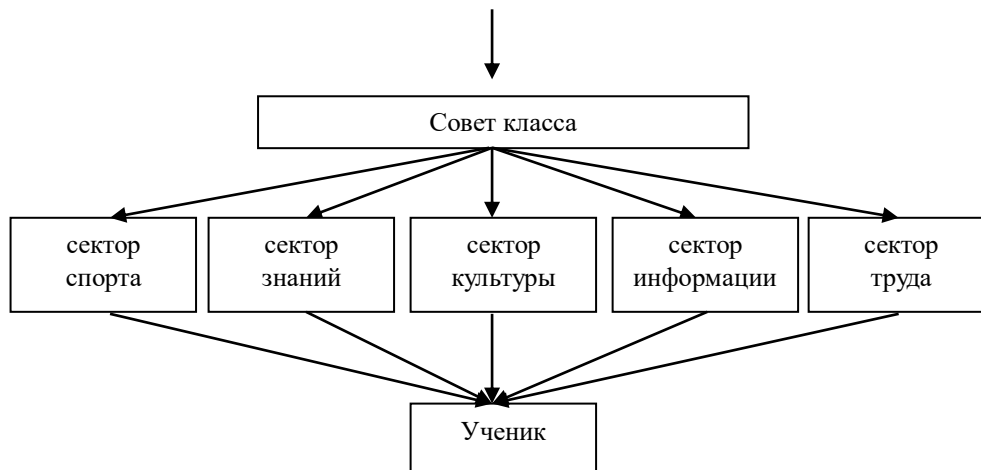 Совет класса
сектор
спорта
сектор
знаний
сектор
культуры
сектор
информации
сектор
труда
Ученик